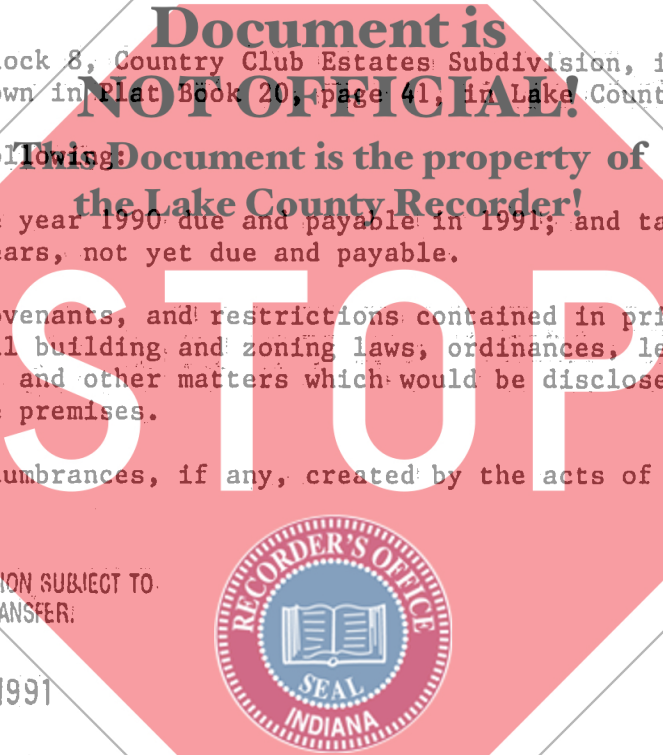 Document is
ock 8, Country Club Estates Subdivision, i
own in Plat Book 20, page 41, in Lake Count
NOT OFFICIAL!
lowing:
This Document is the property of
the Lake County Recorder!
year 1990 due and payable in 1991; and ta
ears, not yet due and payable.
STOP
ovenants, and restrictions contained in pri
l building and zoning laws, ordinances, le
and other matters which would be disclose
e premises.
umbrances, if any, created by the acts of
ION SUBJECT TO
ANSFER.
1991
RECORDER'S OFFICE
SEAL
INDIANA